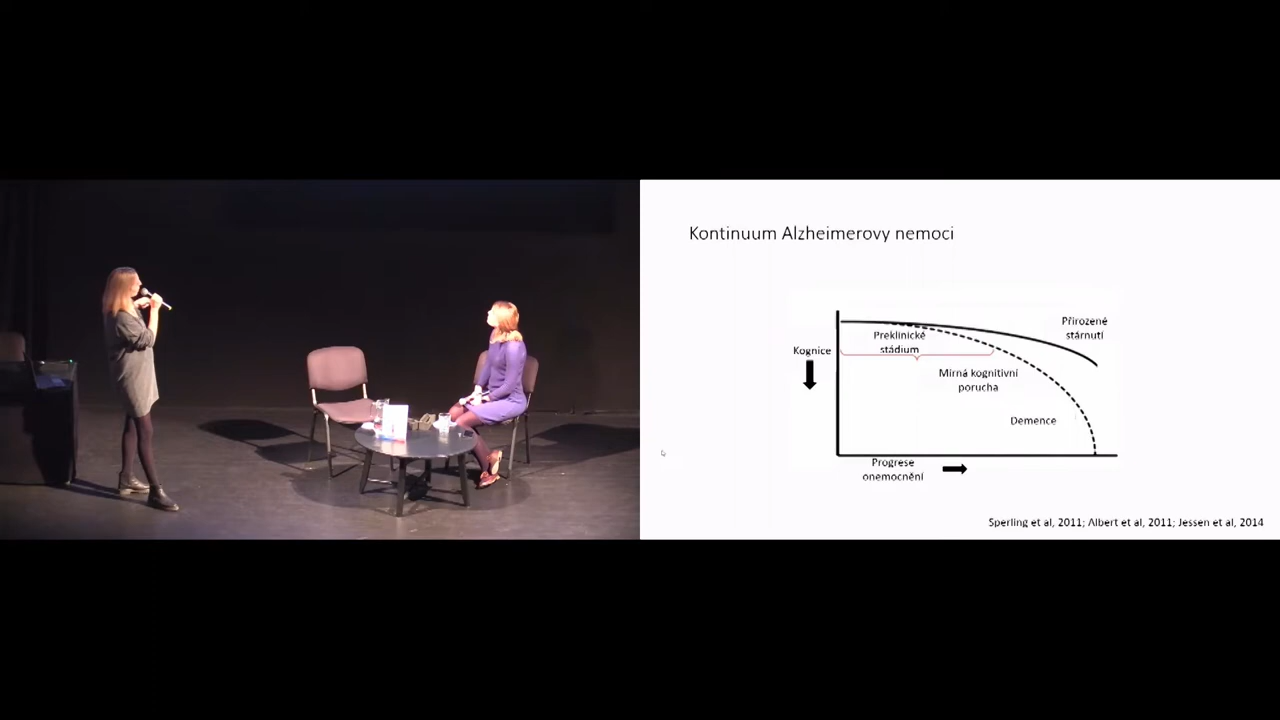 Kontinuum Alzheimerovy nemoci
Přirozené
stárnutí
Preklinické
stádium
Kognice
Mírná kognitivní
porucha
Demence
Progrese
onemocnění
Sperling et al, 2011; Albert et al, 2011; Jessen et al, 2014